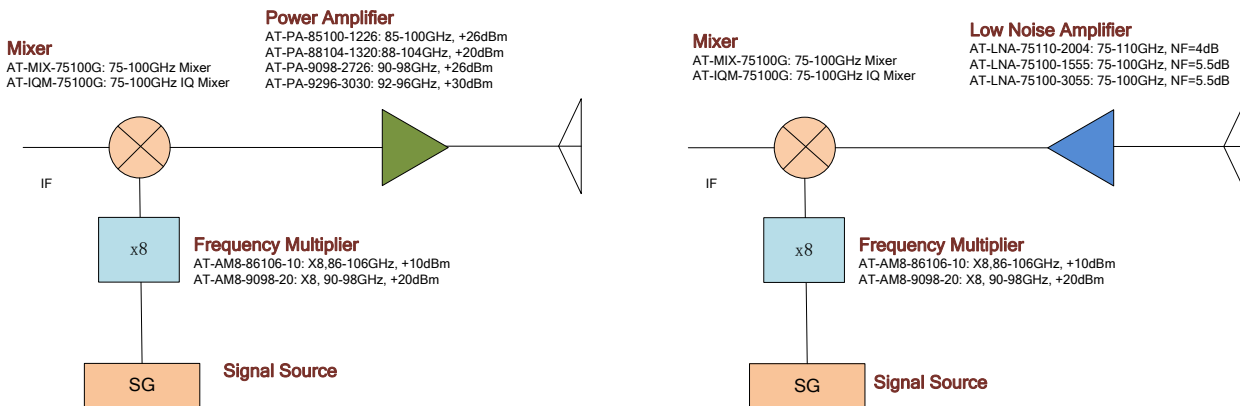 Power Amplifier
AT-PA-85100-1226: 85-100GHz, +26dBm
AT-PA-88104-1320:88-104GHz, +20dBm
AT-PA-9098-2726: 90-98GHz, +26dBm
AT-PA-9296-3030: 92-96GHz, +30dBm
Mixer
AT-MIX-75100G: 75-100GHz Mixer
AT-IQM-75100G: 75-100GHz IQ Mixer
IF
x8
Frequency Multiplier
AT-AM8-86106-10: X8,86-106GHz, +10dBm
AT-AM8-9098-20: X8, 90-98GHz, +20dBm
SG
Signal Source
Low Noise Amplifier
AT-LNA-75110-2004: 75-110GHz, NF=4dB
AT-LNA-75100-1555: 75-100GHz, NF=5.5dB
AT-LNA-75100-3055: 75-100GHz, NF=5.5dB
Mixer
AT-MIX-75100G: 75-100GHz Mixer
AT-IQM-75100G: 75-100GHz IQ Mixer
IF
x8
Frequency Multiplier
AT-AM8-86106-10: X8,86-106GHz, +10dBm
AT-AM8-9098-20: X8, 90-98GHz, +20dBm
SG
Signal Source